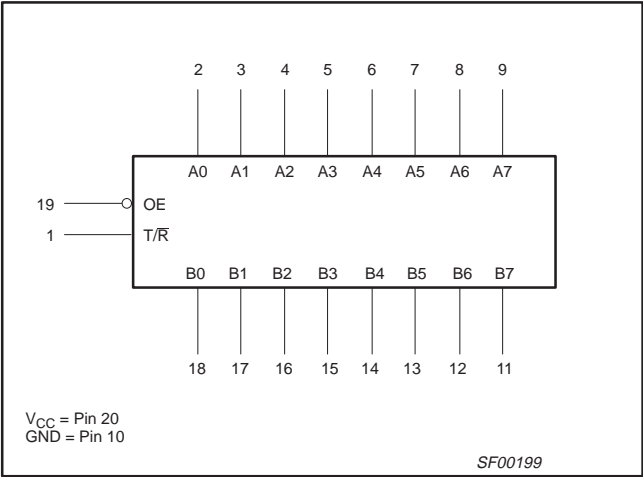 2 3 4 5 6 7 8 9
A0 A1 A2 A3 A4 A5 A6 A7
19 OE
1 T/R̅
B0 B1 B2 B3 B4 B5 B6 B7
18 17 16 15 14 13 12 11
VCC = Pin 20
GND = Pin 10
SF00199